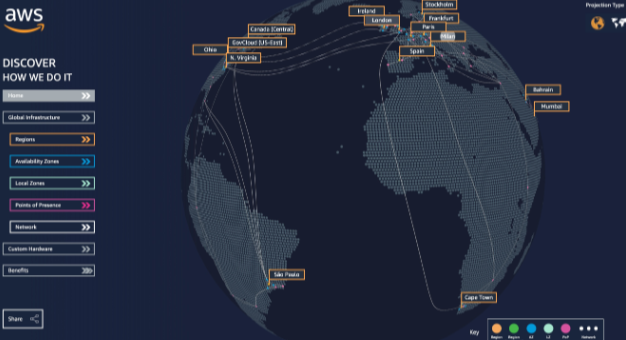 aws
DISCOVER
HOW WE DO IT
Home
Global Infrastructure
Regions
Availability Zones
Local Zones
Points of Presence
Network
Custom Hardware
Benefits
Share
Projection Type
Stockholm
Ireland
Frankfurt
London
Paris
Canada (Central)
Milan
GovCloud (US-East)
Ohio
Spain
N. Virginia
Bahrain
Mumbai
São Paulo
Cape Town
Key
Region
Region
AZ
LZ
PoP
Network